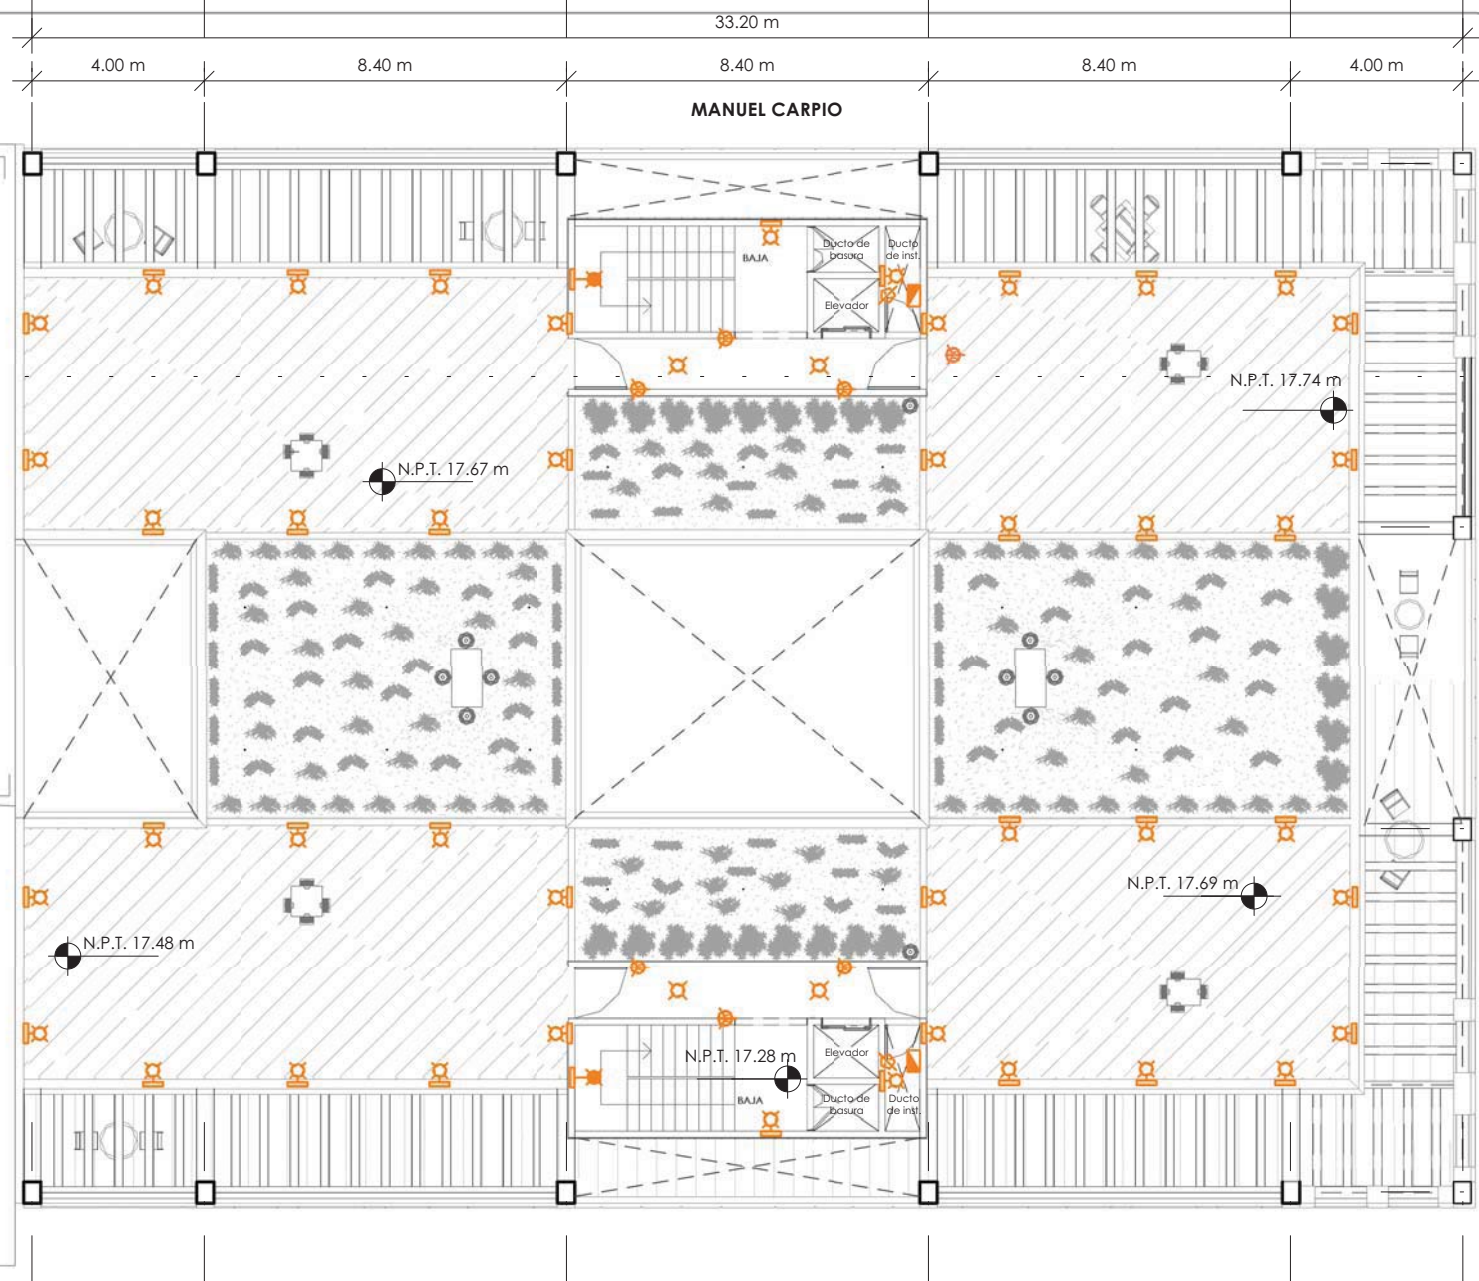 33.20 m
4.00 m
8.40 m
8.40 m
8.40 m
4.00 m
MANUEL CARPIO
BAJA
Ducto de
basura
Ducto
de inst.
Elevador
N.P.T. 17.74 m
N.P.T. 17.67 m
N.P.T. 17.69 m
N.P.T. 17.48 m
N.P.T. 17.28 m
Elevador
BAJA
Ducto de
basura
Ducto
de inst.